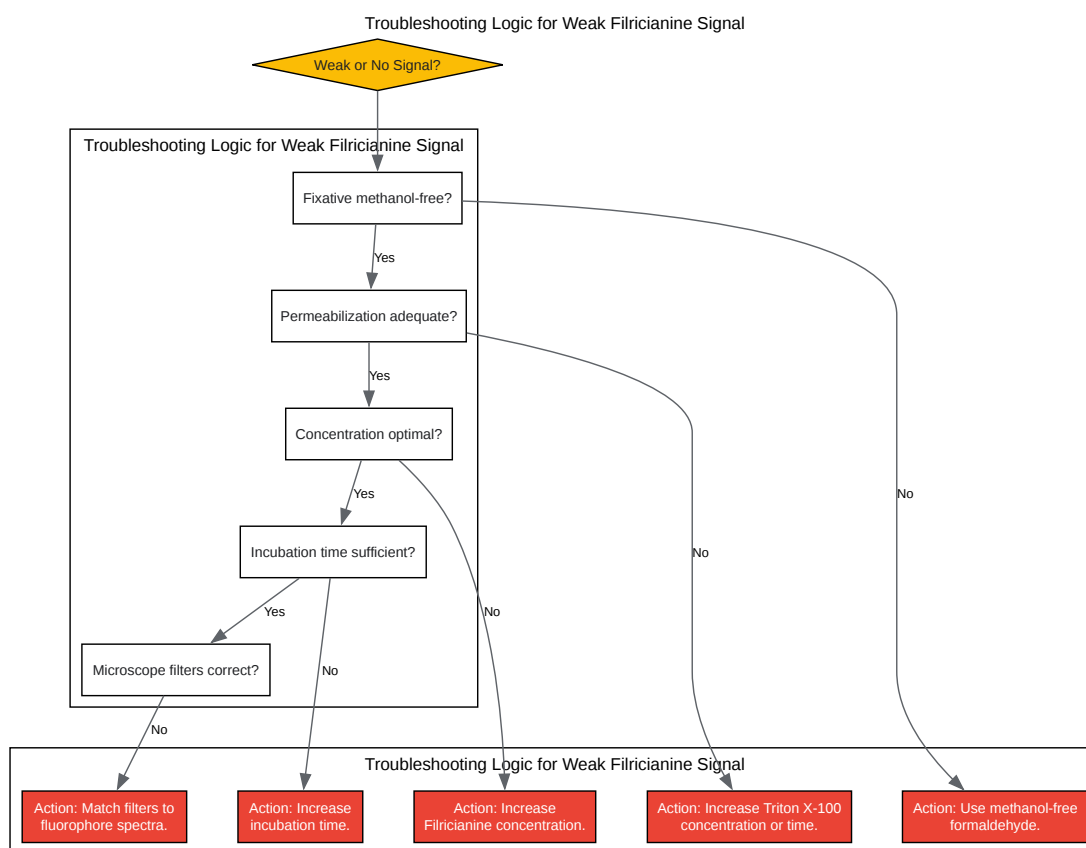 Troubleshooting Logic for Weak Filricianine Signal
Weak or No Signal?
Troubleshooting Logic for Weak Filricianine Signal
Fixative methanol-free?
Yes
Permeabilization adequate?
Yes
Concentration optimal?
Yes
No
Incubation time sufficient?
No
Yes
No
Microscope filters correct?
No
No
Troubleshooting Logic for Weak Filricianine Signal
Action: Match filters to
fluorophore spectra.
Action: Increase
incubation time.
Action: Increase
Filricianine concentration.
Action: Increase Triton X-100
concentration or time.
Action: Use methanol-free
formaldehyde.